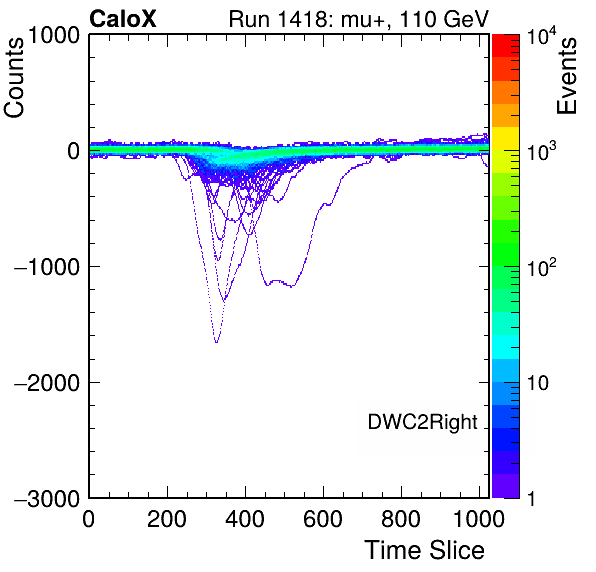 CaloX Run 1418: mu+, 110 GeV
Counts
Events
1000
0
−1000
−2000
−3000
0 200 400 600 800 1000
Time Slice
DWC2Right
10^4
10^3
10^2
10
1